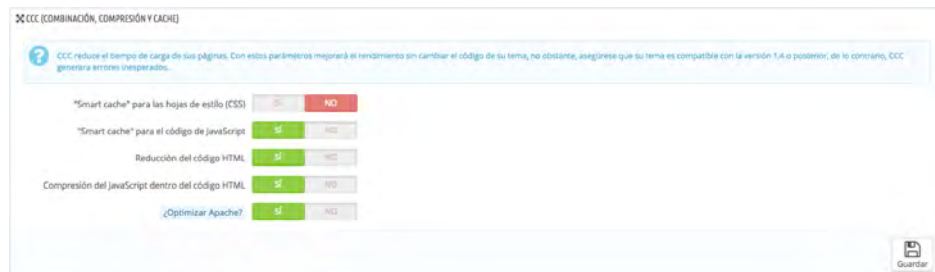 CCC (COMBINACIÓN, COMPRESIÓN Y CACHE)
CCC reduce el tiempo de carga de sus páginas. Con estos parámetros mejorará el rendimiento sin cambiar el código de su tema, no obstante, asegúrese que su tema es compatible con la versión 1.4 o posterior, de lo contrario, CCC
generara errores inesperados.
"Smart cache" para las hojas de estilo (CSS) SÍ NO
"Smart cache" para el código de JavaScript SÍ NO
Reducción del código HTML SÍ NO
Compresión del JavaScript dentro del código HTML SÍ NO
¿Optimizar Apache? SÍ NO
Guardar